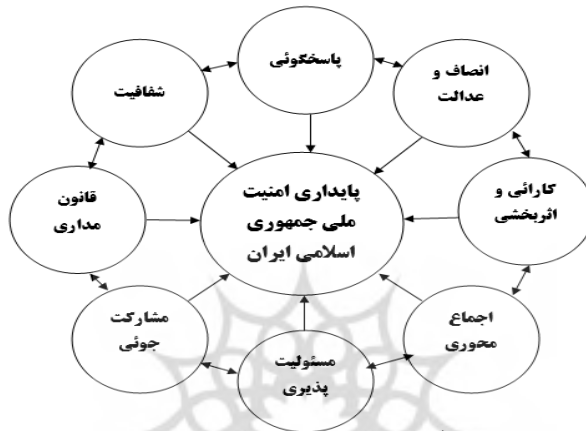 پاسخگوئی
انصاف و
عدالت
شفافیت
کارائی و
اثربخشی
پایداری امنیت
ملی جمهوری
اسلامی ایران
قانون
مداری
اجماع
محوری
مشارکت
جوئی
مسئولیت
پذیری